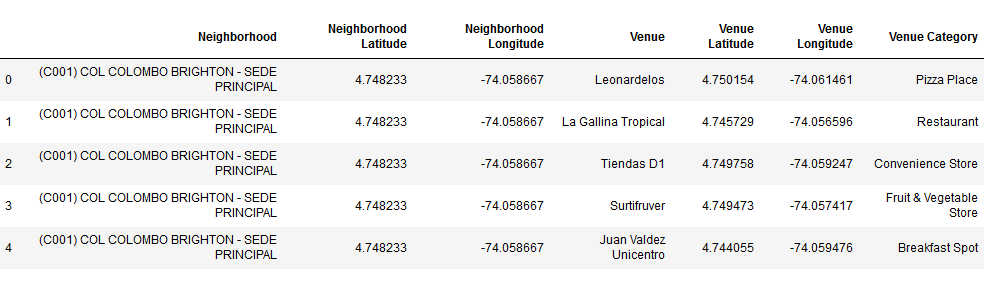 Neighborhood Neighborhood Latitude Neighborhood Longitude Venue Venue Latitude Venue Longitude Venue Category
0 (C001) COL COLOMBO BRIGHTON - SEDE PRINCIPAL 4.748233 -74.058667 Leonardelos 4.750154 -74.061461 Pizza Place
1 (C001) COL COLOMBO BRIGHTON - SEDE PRINCIPAL 4.748233 -74.058667 La Gallina Tropical 4.745729 -74.056596 Restaurant
2 (C001) COL COLOMBO BRIGHTON - SEDE PRINCIPAL 4.748233 -74.058667 Tiendas D1 4.749758 -74.059247 Convenience Store
3 (C001) COL COLOMBO BRIGHTON - SEDE PRINCIPAL 4.748233 -74.058667 Surtifruver 4.749473 -74.057417 Fruit & Vegetable Store
4 (C001) COL COLOMBO BRIGHTON - SEDE PRINCIPAL 4.748233 -74.058667 Juan Valdez Unicentro 4.744055 -74.059476 Breakfast Spot